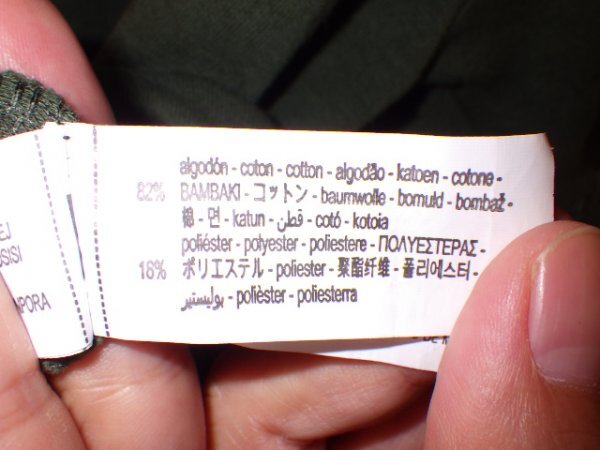 algodón - coton - cotton - algodão - katoen - cotone -
82% BAMBAKI - コットン - baumwolle - bomuld - bombaž -
棉 - 면 - katun - قطن - cotó - kotoia
poliéster - polyester - poliestere - ΠΟΛΥΕΣΤΕΡΑΣ -
18% ポリエステル - poliester - 聚酯纤维 - 폴리에스터 -
بوليستير - polièster - poliesterra
EJ
SISI
PORA